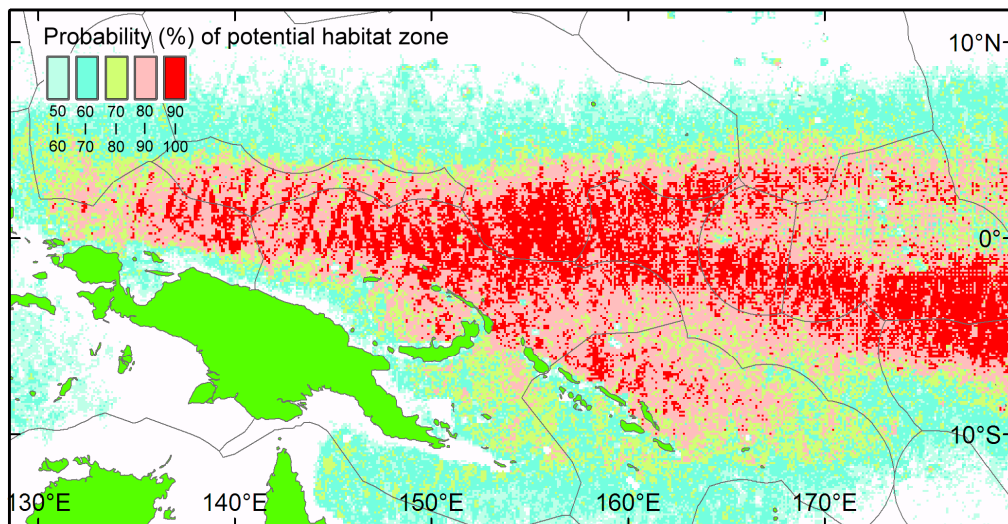 Probability (%) of potential habitat zone
50 60 70 80 90
60 70 80 90 100
10°N
0°
10°S
130°E 140°E 150°E 160°E 170°E